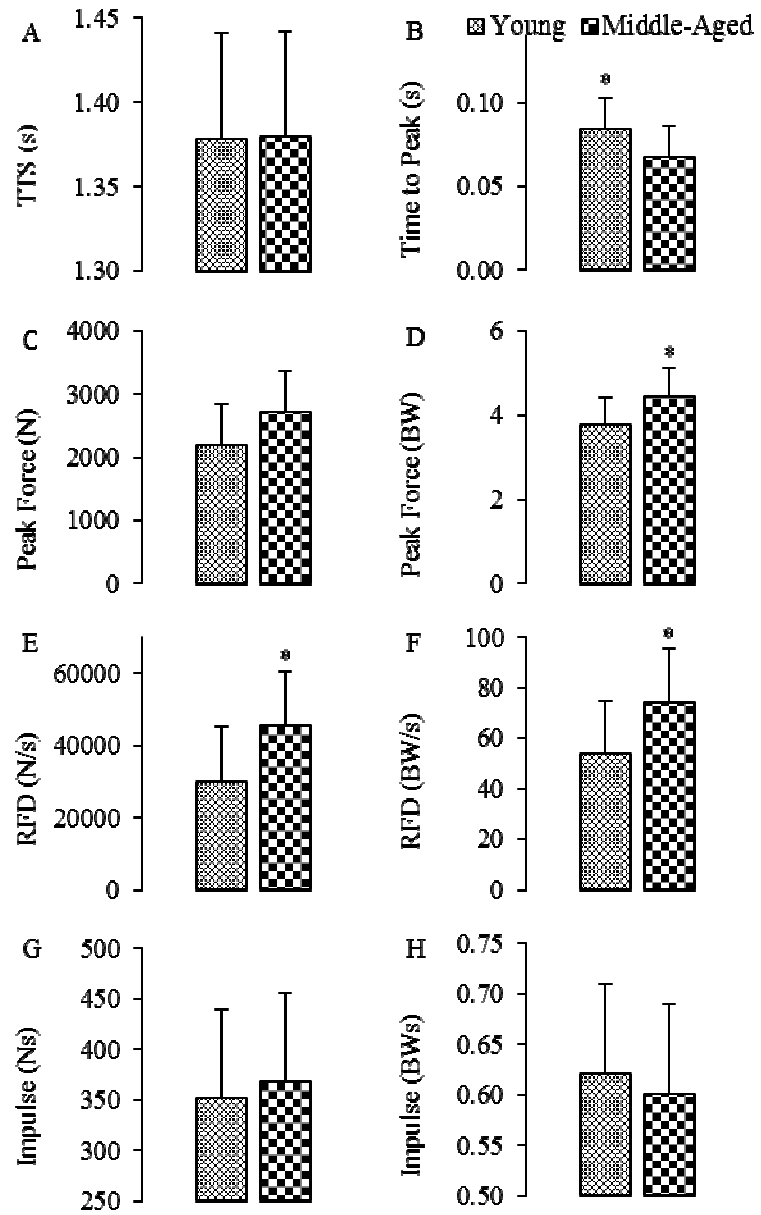 A
TTS (s)
1.45
1.40
1.35
1.30
B
Young Middle-Aged
Time to Peak (s)
0.10
0.05
0.00
*
C
Peak Force (N)
4000
3000
2000
1000
0
D
Peak Force (BW)
6
4
2
0
*
E
RFD (N/s)
60000
40000
20000
0
*
F
RFD (BW/s)
100
80
60
40
20
0
*
G
Impulse (Ns)
500
450
400
350
300
250
H
Impulse (BWs)
0.75
0.70
0.65
0.60
0.55
0.50